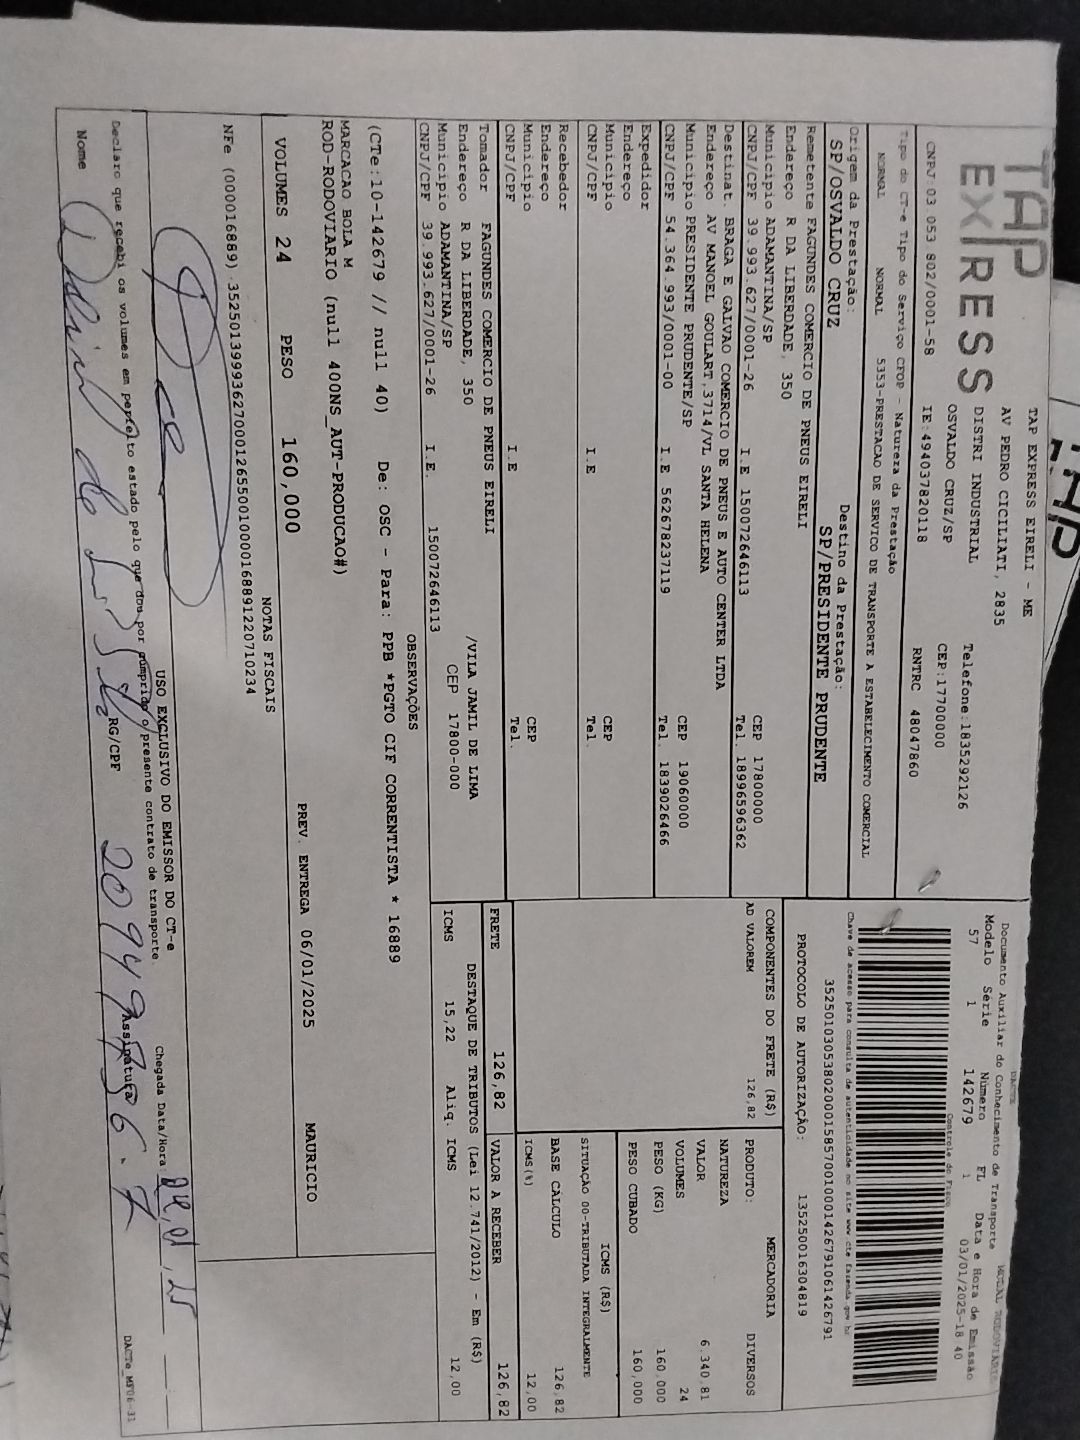 TAP
EXPRESS
TAP EXPRESS EIRELI - ME
AV PEDRO CICILIATI, 2835
DISTRI INDUSTRIAL
OSVALDO CRUZ/SP
Telefone:1835292126
CEP:17700000
CNPJ:03 053 802/0001-58
IE:494037820118
RNTRC 48047860
Tipo do CT-e Tipo do Serviço CFOP - Natureza da Prestação
NORMAL NORMAL 5353-PRESTACAO DE SERVICO DE TRANSPORTE A ESTABELECIMENTO COMERCIAL
Origem da Prestação:
SP/OSVALDO CRUZ
Destino da Prestação:
SP/PRESIDENTE PRUDENTE
Remetente FAGUNDES COMERCIO DE PNEUS EIRELI
Endereço R DA LIBERDADE, 350
Municipio ADAMANTINA/SP CEP 17800000
CNPJ/CPF 39.993.627/0001-26 I.E 150072646113 Tel. 18996596362
Destinat. BRAGA E GALVAO COMERCIO DE PNEUS E AUTO CENTER LTDA
Endereço AV MANOEL GOULART,3714/VL SANTA HELENA
Municipio PRESIDENTE PRUDENTE/SP CEP 19060000
CNPJ/CPF 54.364.993/0001-00 I.E 562678237119 Tel. 1839026466
Expedidor
Endereço
Municipio CEP
CNPJ/CPF I.E Tel.
Recebedor
Endereço
Municipio CEP
CNPJ/CPF I.E Tel.
Tomador FAGUNDES COMERCIO DE PNEUS EIRELI
Endereço R DA LIBERDADE, 350 /VILA JAMIL DE LIMA
Municipio ADAMANTINA/SP CEP 17800-000
CNPJ/CPF 39.993.627/0001-26 I.E. 150072646113
OBSERVAÇÕES
(CTe:10-142679 // null 40) De: OSC - Para: PPB *PGTO CIF CORRENTISTA * 16889
MARCACAO BOLA M
ROD-RODOVIARIO (null 400NS_AUT-PRODUCAO#)
PREV. ENTREGA 06/01/2025 MAURICIO
VOLUMES 24 PESO 160,000
NOTAS FISCAIS
NFe (000016889) 35250139993627000126550010000168891220710234
Documento Auxiliar do Conhecimento de Transporte
DACTE
MODAL RODOVIARIO
Modelo Série Número FL Data e Hora de Emissão
57 1 142679 1 03/01/2025-18 40
Controle do Fisco
Chave de acesso para consulta de autenticidade no site www cte fazenda gov br
35250103053802000158570010001426791061426791
PROTOCOLO DE AUTORIZAÇÃO: 135250016304819
COMPONENTES DO FRETE (R$)
AD VALOREM 126,82
MERCADORIA
PRODUTO: DIVERSOS
NATUREZA
VALOR 6.340,81
VOLUMES 24
PESO (KG) 160,000
PESO CUBADO 160,000
ICMS (R$)
SITUAÇÃO 00-TRIBUTADA INTEGRALMENTE
BASE CÁLCULO 126,82
ICMS(%) 12,00
FRETE 126,82 VALOR A RECEBER 126,82
DESTAQUE DE TRIBUTOS (Lei 12.741/2012) - Em (R$)
ICMS 15,22 Aliq. ICMS 12,00
USO EXCLUSIVO DO EMISSOR DO CT-e
Declaro que recebi os volumes em perfeito estado pelo que dou por cumprido o presente contrato de transporte
Chegada Data/Hora
Nome
RG/CPF
Assinatura
DACTe_MF06-31